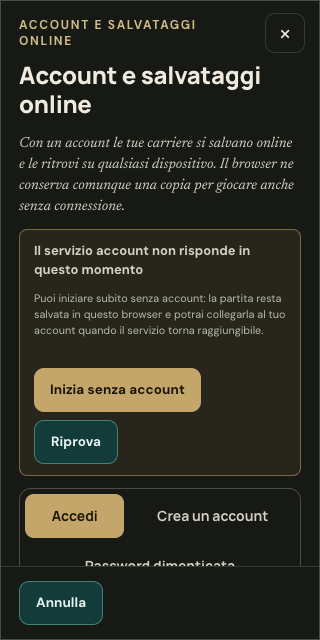 ACCOUNT E SALVATAGGI
ONLINE
×
Account e salvataggi
online
Con un account le tue carriere si salvano online
e le ritrovi su qualsiasi dispositivo. Il browser ne
conserva comunque una copia per giocare anche
senza connessione.
Il servizio account non risponde in
questo momento
Puoi iniziare subito senza account: la partita resta
salvata in questo browser e potrai collegarla al tuo
account quando il servizio torna raggiungibile.
Inizia senza account
Riprova
Accedi
Crea un account
Password dimenticata
Annulla